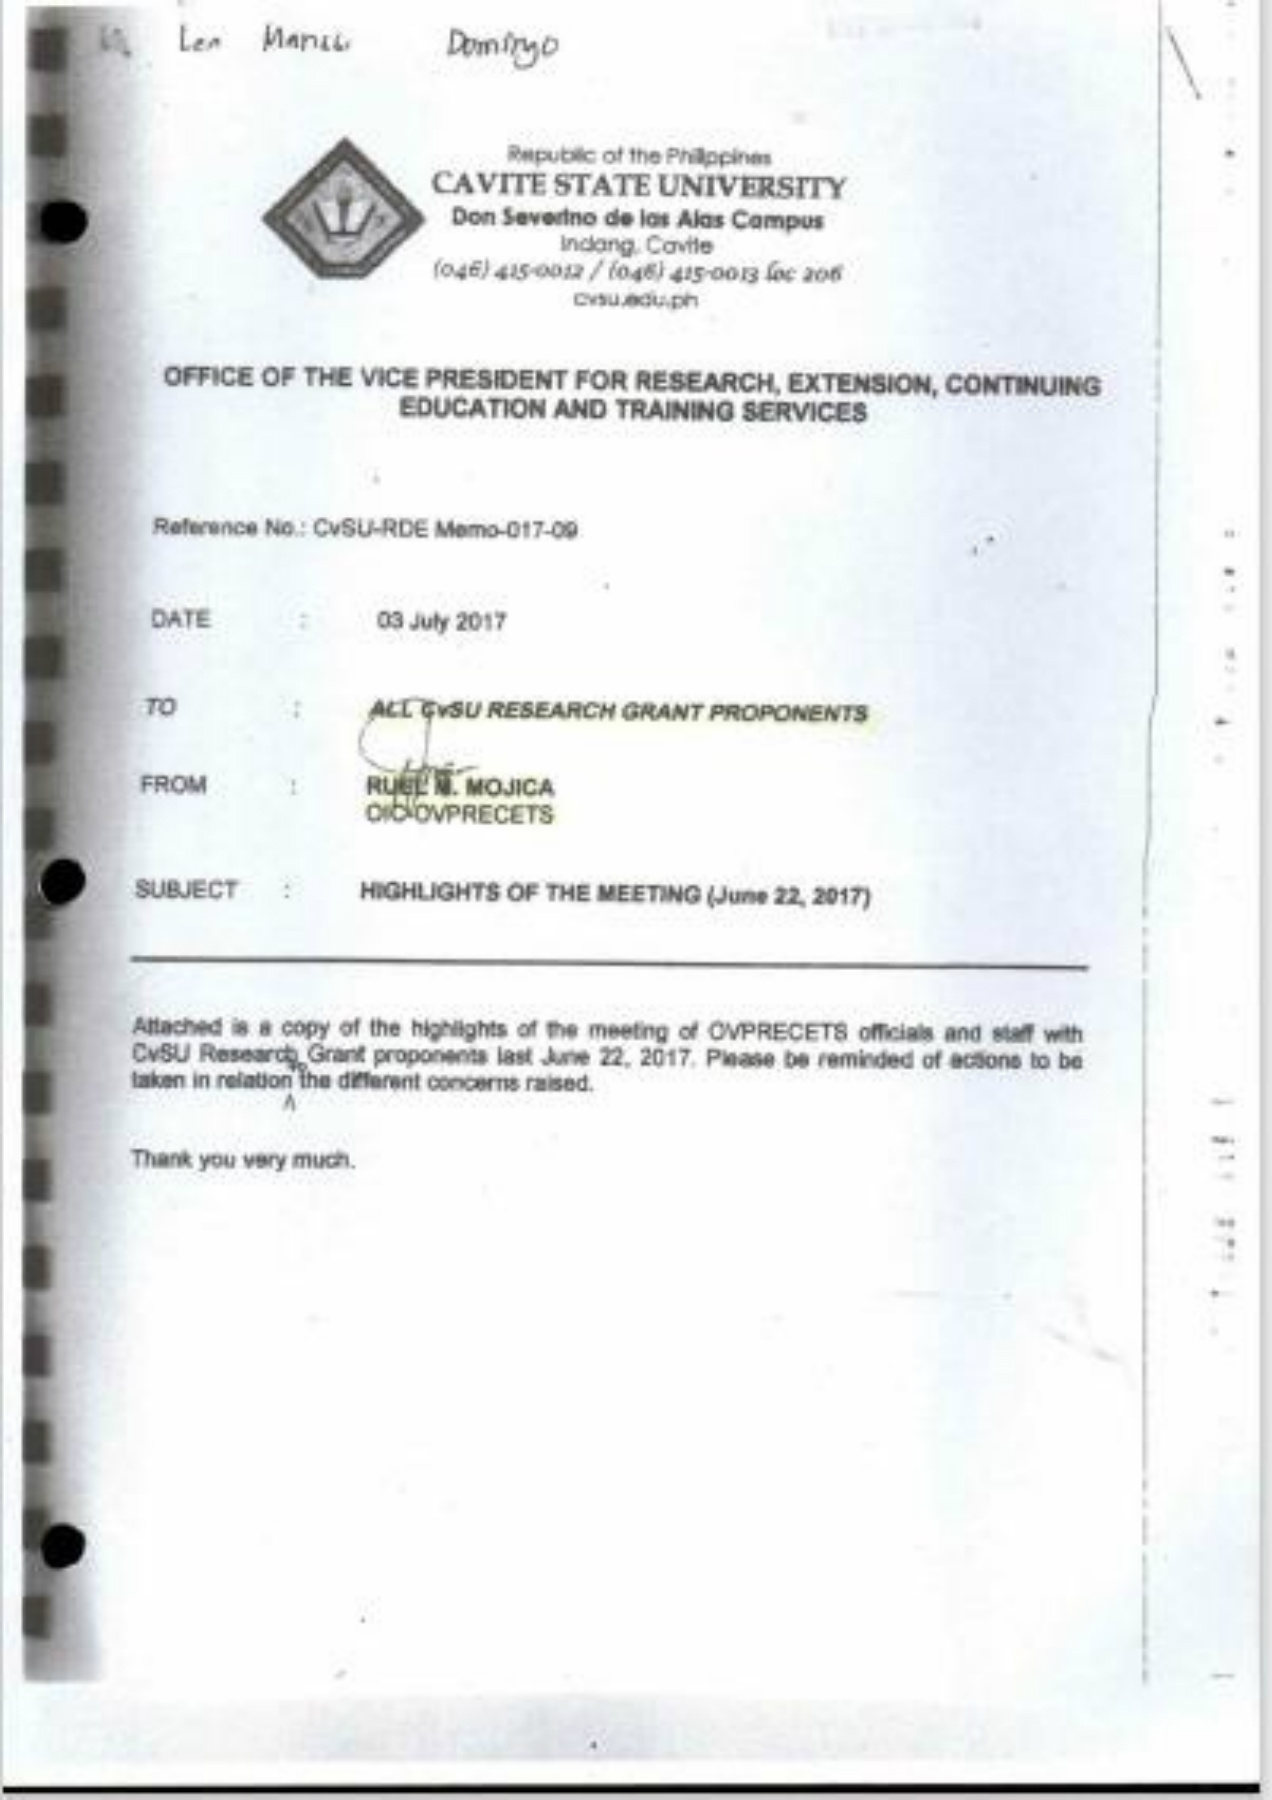 Domingo
Republic of the Philippines
CAVITE STATE UNIVERSITY
Don Severino de las Alas Campus
Indang, Cavite
(046) 415-0012 / (046) 415-0013 loc 206
cvsu.edu.ph
OFFICE OF THE VICE PRESIDENT FOR RESEARCH, EXTENSION, CONTINUING
EDUCATION AND TRAINING SERVICES
Reference No.: CvSU-RDE Memo-017-09
DATE : 03 July 2017
TO : ALL CvSU RESEARCH GRANT PROPONENTS
FROM : RUEL M. MOJICA
OIC-OVPRECETS
SUBJECT : HIGHLIGHTS OF THE MEETING (June 22, 2017)
Attached is a copy of the highlights of the meeting of OVPRECETS officials and staff with
CvSU Research Grant proponents last June 22, 2017. Please be reminded of actions to be
taken in relation to the different concerns raised.
Thank you very much.